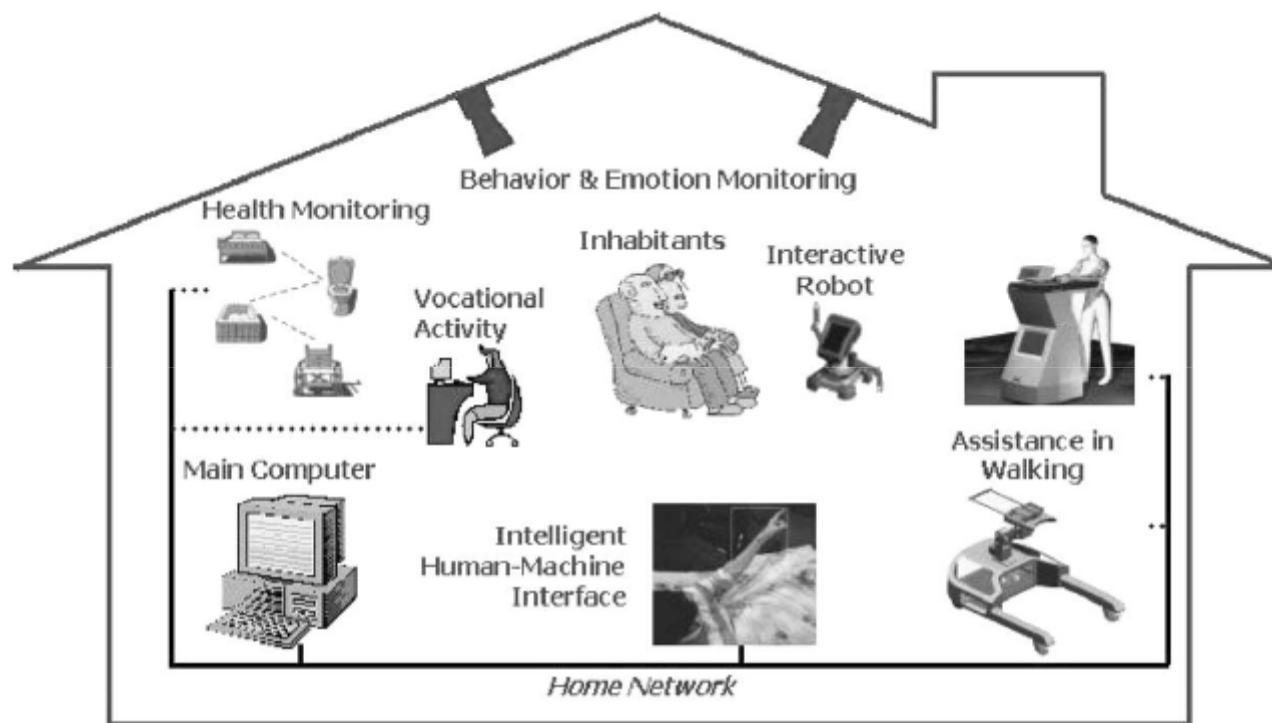 Behavior & Emotion Monitoring
Health Monitoring
Inhabitants
Interactive
Robot
Vocational
Activity
Assistance in
Walking
Main Computer
Intelligent
Human-Machine
Interface
Home Network